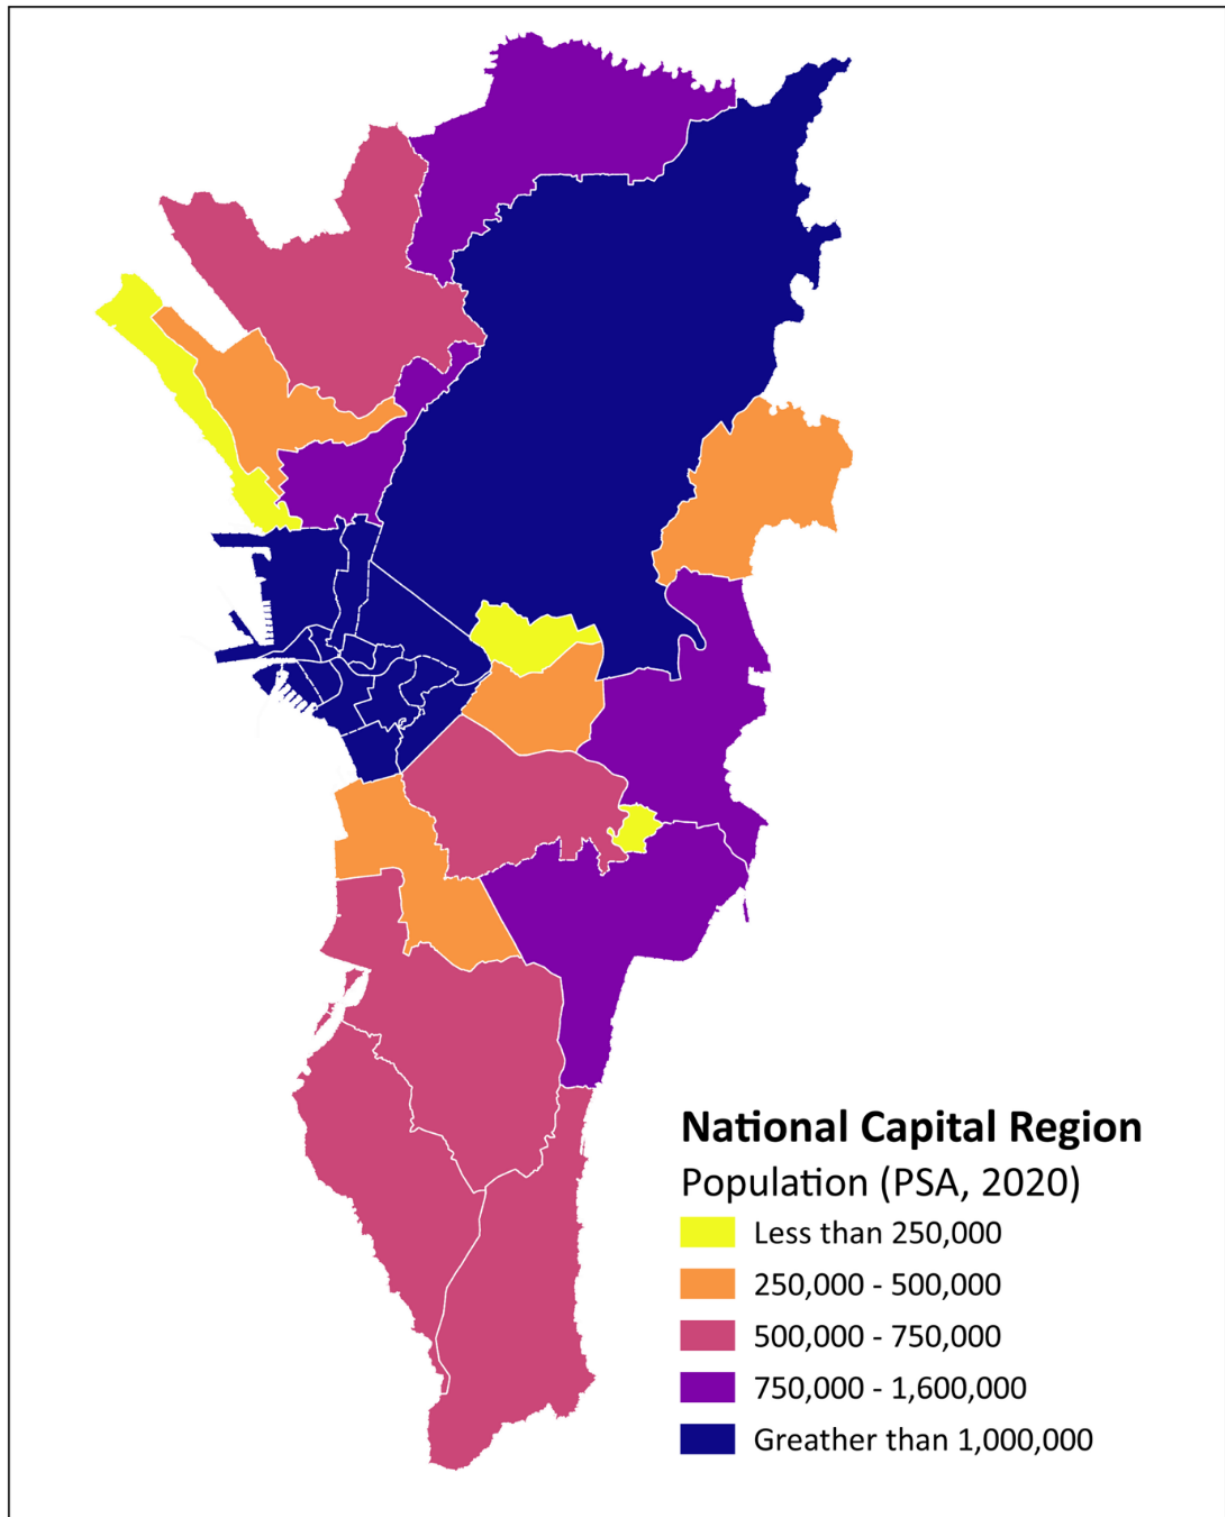 National Capital Region
Population (PSA, 2020)
Less than 250,000
250,000 - 500,000
500,000 - 750,000
750,000 - 1,600,000
Greather than 1,000,000